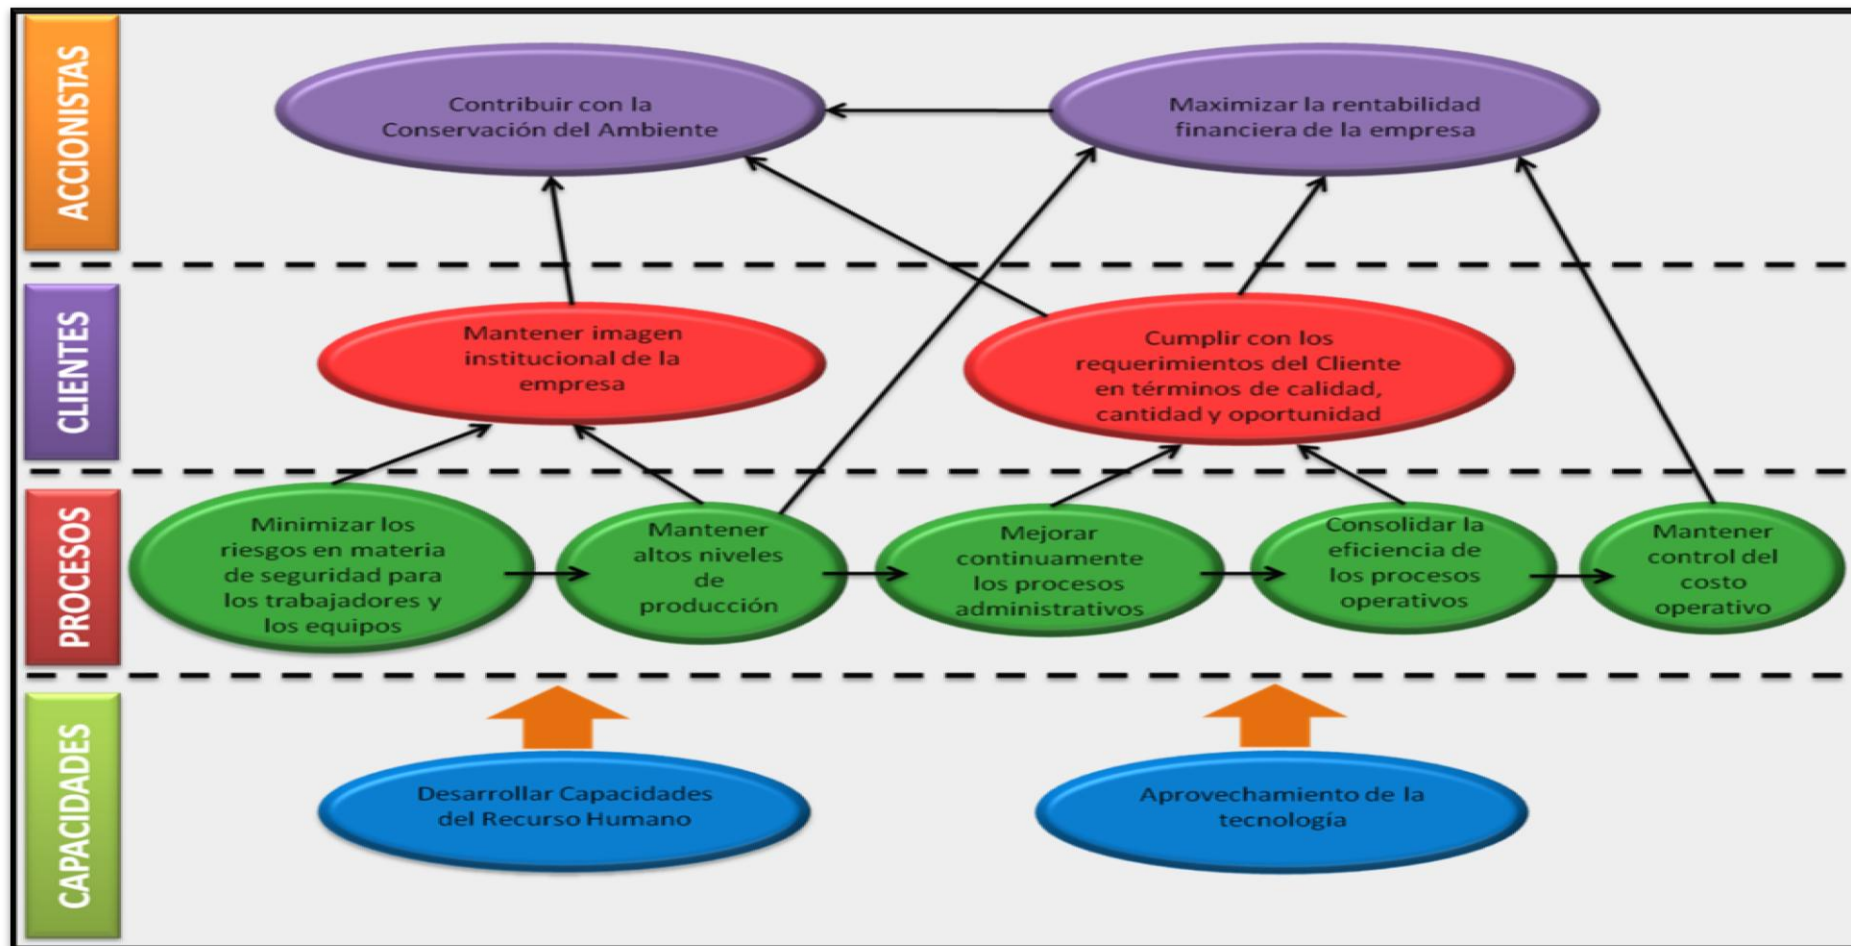 ACCIONISTAS
Contribuir con la
Conservación del Ambiente
Maximizar la rentabilidad
financiera de la empresa
CLIENTES
Mantener imagen
institucional de la
empresa
Cumplir con los
requerimientos del Cliente
en términos de calidad,
cantidad y oportunidad
PROCESOS
Minimizar los
riesgos en materia
de seguridad para
los trabajadores y
los equipos
Mantener
altos niveles
de
producción
Mejorar
continuamente
los procesos
administrativos
Consolidar la
eficiencia de
los procesos
operativos
Mantener
control del
costo
operativo
CAPACIDADES
Desarrollar Capacidades
del Recurso Humano
Aprovechamiento de la
tecnología